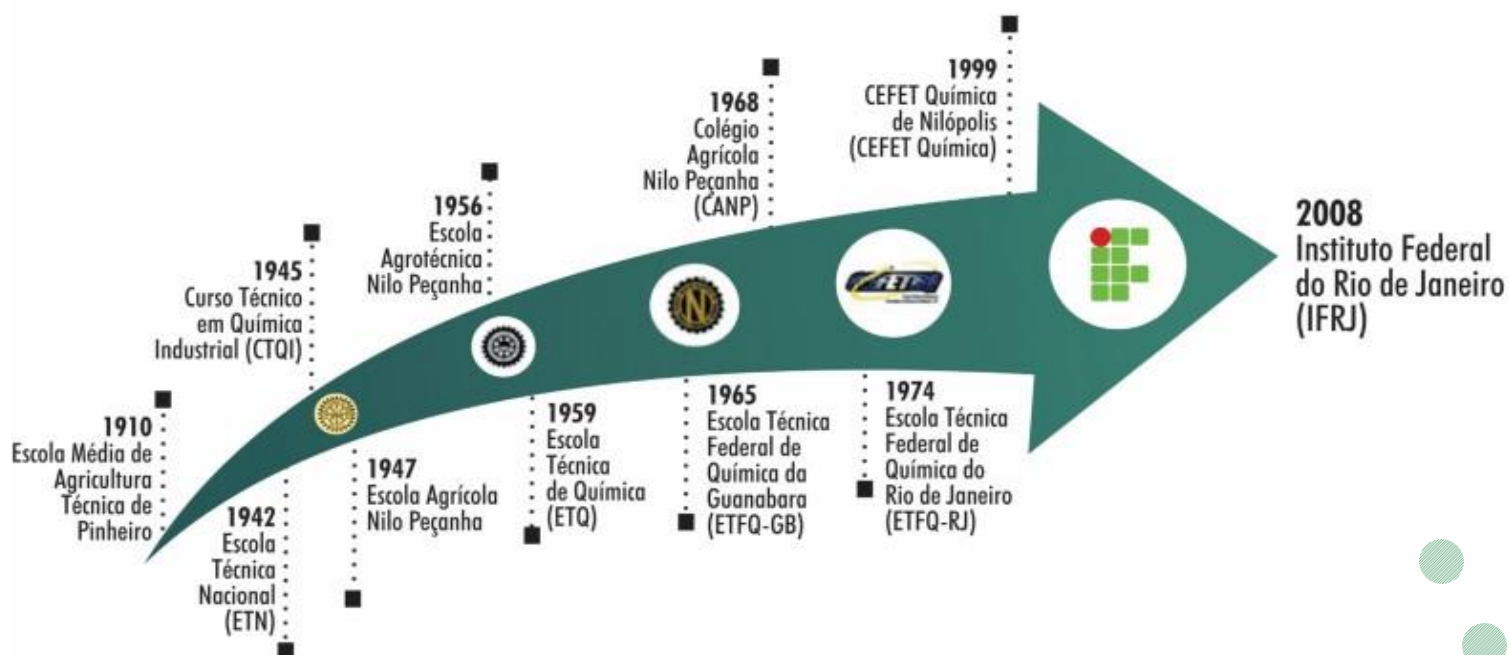 1910
Escola Média de
Agricultura
Técnica de
Pinheiro
1942
Escola
Técnica
Nacional
(ETN)
1945
Curso Técnico
em Química
Industrial (CTQI)
1947
Escola Agrícola
Nilo Peçanha
1956
Escola
Agrotécnica
Nilo Peçanha
1959
Escola
Técnica
de Química
(ETQ)
1965
Escola Técnica
Federal de
Química da
Guanabara
(ETFQ-GB)
1968
Colégio
Agrícola
Nilo Peçanha
(CANP)
1974
Escola Técnica
Federal de
Química do
Rio de Janeiro
(ETFQ-RJ)
1999
CEFET Química
de Nilópolis
(CEFET Química)
2008
Instituto Federal
do Rio de Janeiro
(IFRJ)